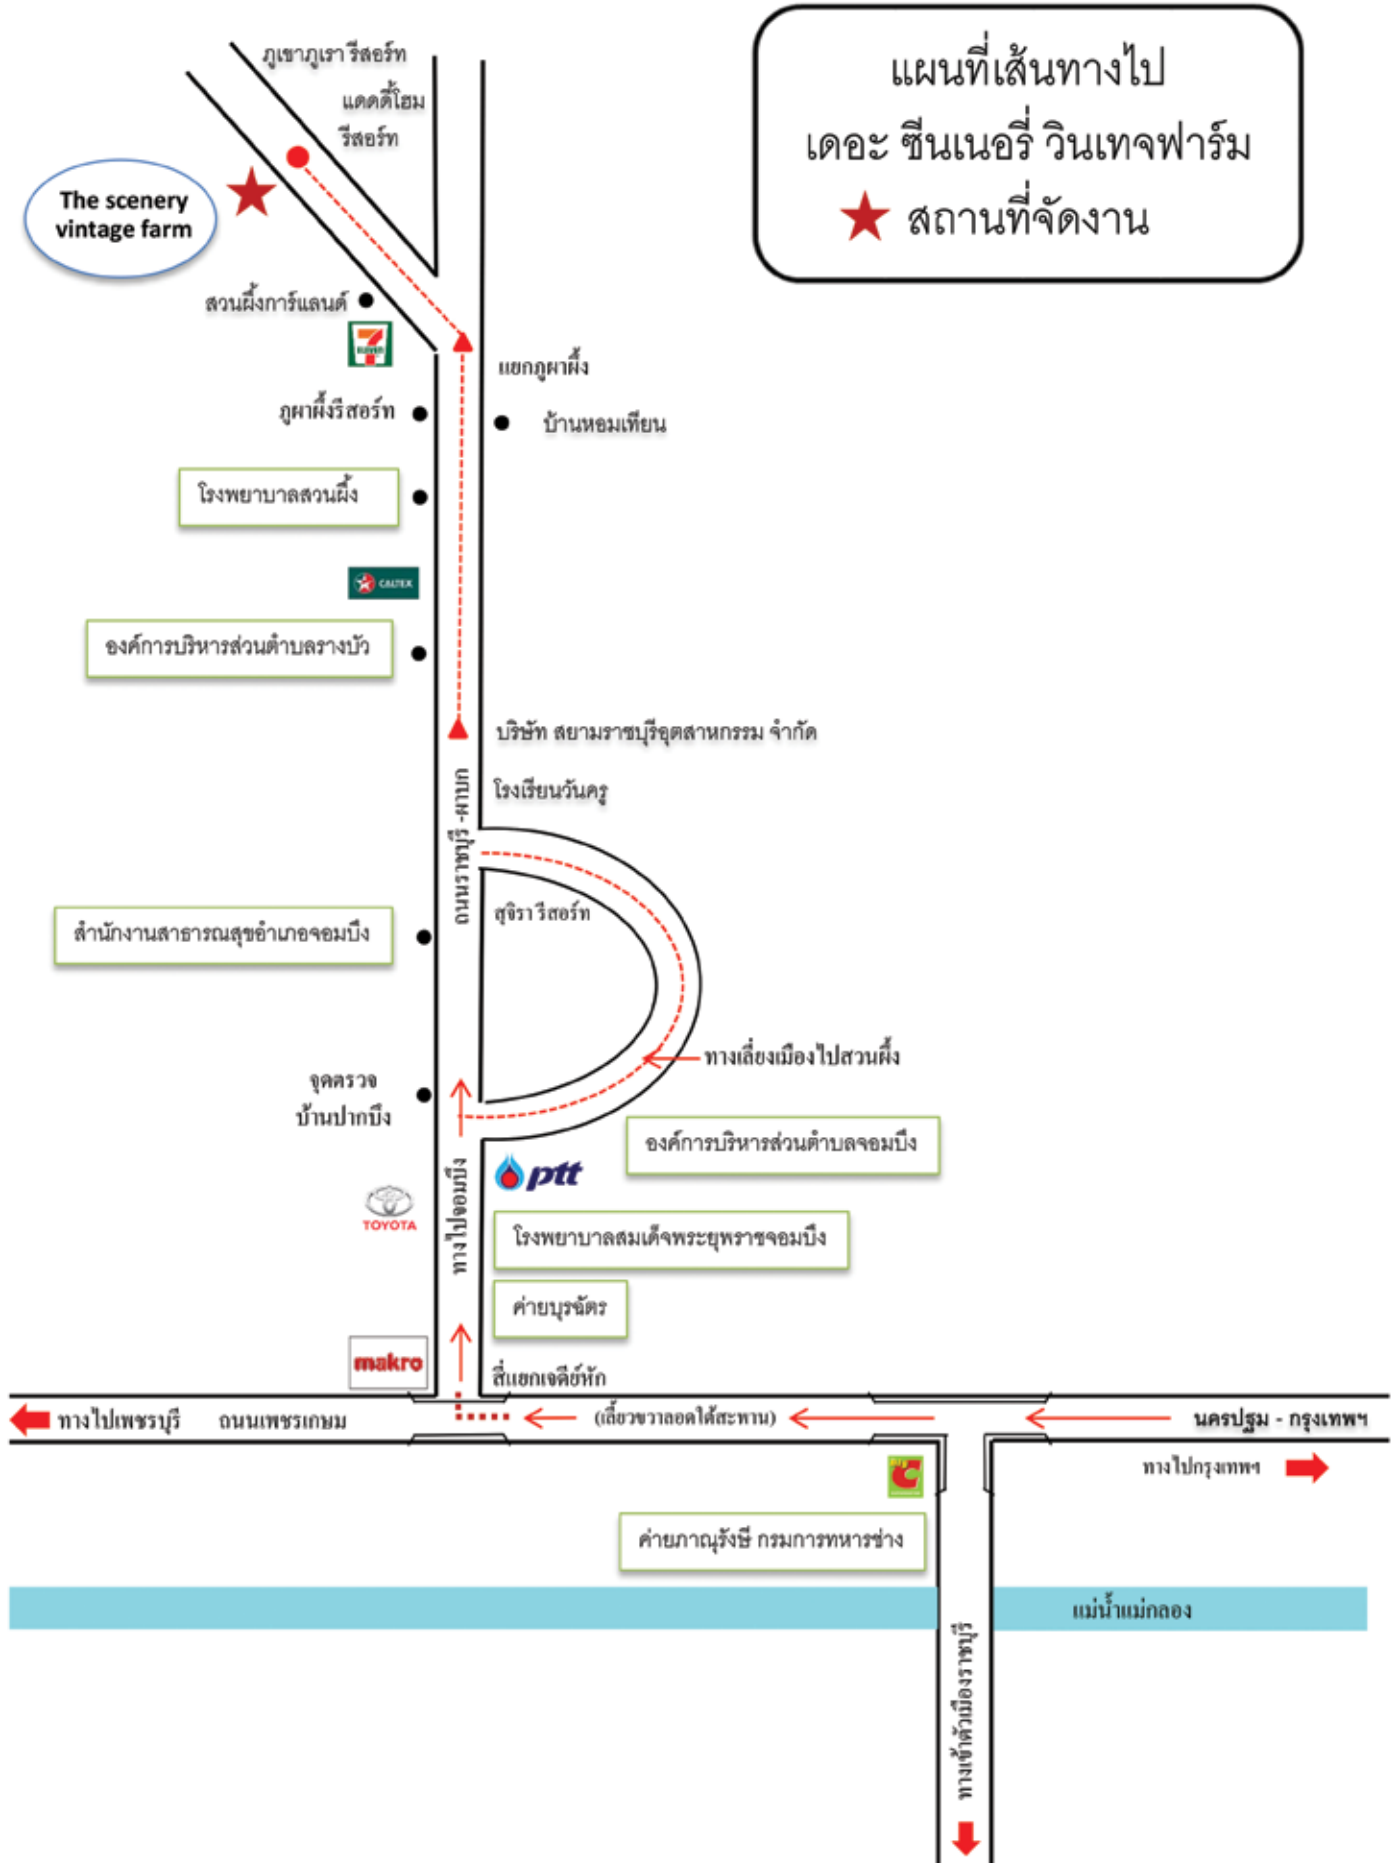 แผนที่เส้นทางไป
เดอะ ซีนเนอรี่ วินเทจฟาร์ม
สถานที่จัดงาน
ภูเขาภูเรา รีสอร์ท
แดดดี้โฮม
รีสอร์ท
The scenery
vintage farm
สวนผึ้งการ์แลนด์
7
ELEVEN
แยกภูผาผึ้ง
ภูผาผึ้งรีสอร์ท
บ้านหอมเทียน
โรงพยาบาลสวนผึ้ง
CALTEX
องค์การบริหารส่วนตำบลรางบัว
บริษัท สยามราชบุรีอุตสาหกรรม จำกัด
โรงเรียนวันครู
ถนนราชบุรี -ผาปก
สุจิรา รีสอร์ท
สำนักงานสาธารณสุขอำเภอจอมบึง
ทางเลี่ยงเมืองไปสวนผึ้ง
จุดตรวจ
บ้านปากบึง
องค์การบริหารส่วนตำบลจอมบึง
ptt
TOYOTA
ทางไปจอมบึง
โรงพยาบาลสมเด็จพระยุพราชจอมบึง
ค่ายบุรฉัตร
makro
สี่แยกเจดีย์หัก
ทางไปเพชรบุรี
ถนนเพชรเกษม
(เลี้ยวขวาลอดใต้สะพาน)
นครปฐม - กรุงเทพฯ
ทางไปกรุงเทพฯ
Big C
ค่ายภาณุรังษี กรมการทหารช่าง
แม่น้ำแม่กลอง
ทางเข้าตัวเมืองราชบุรี